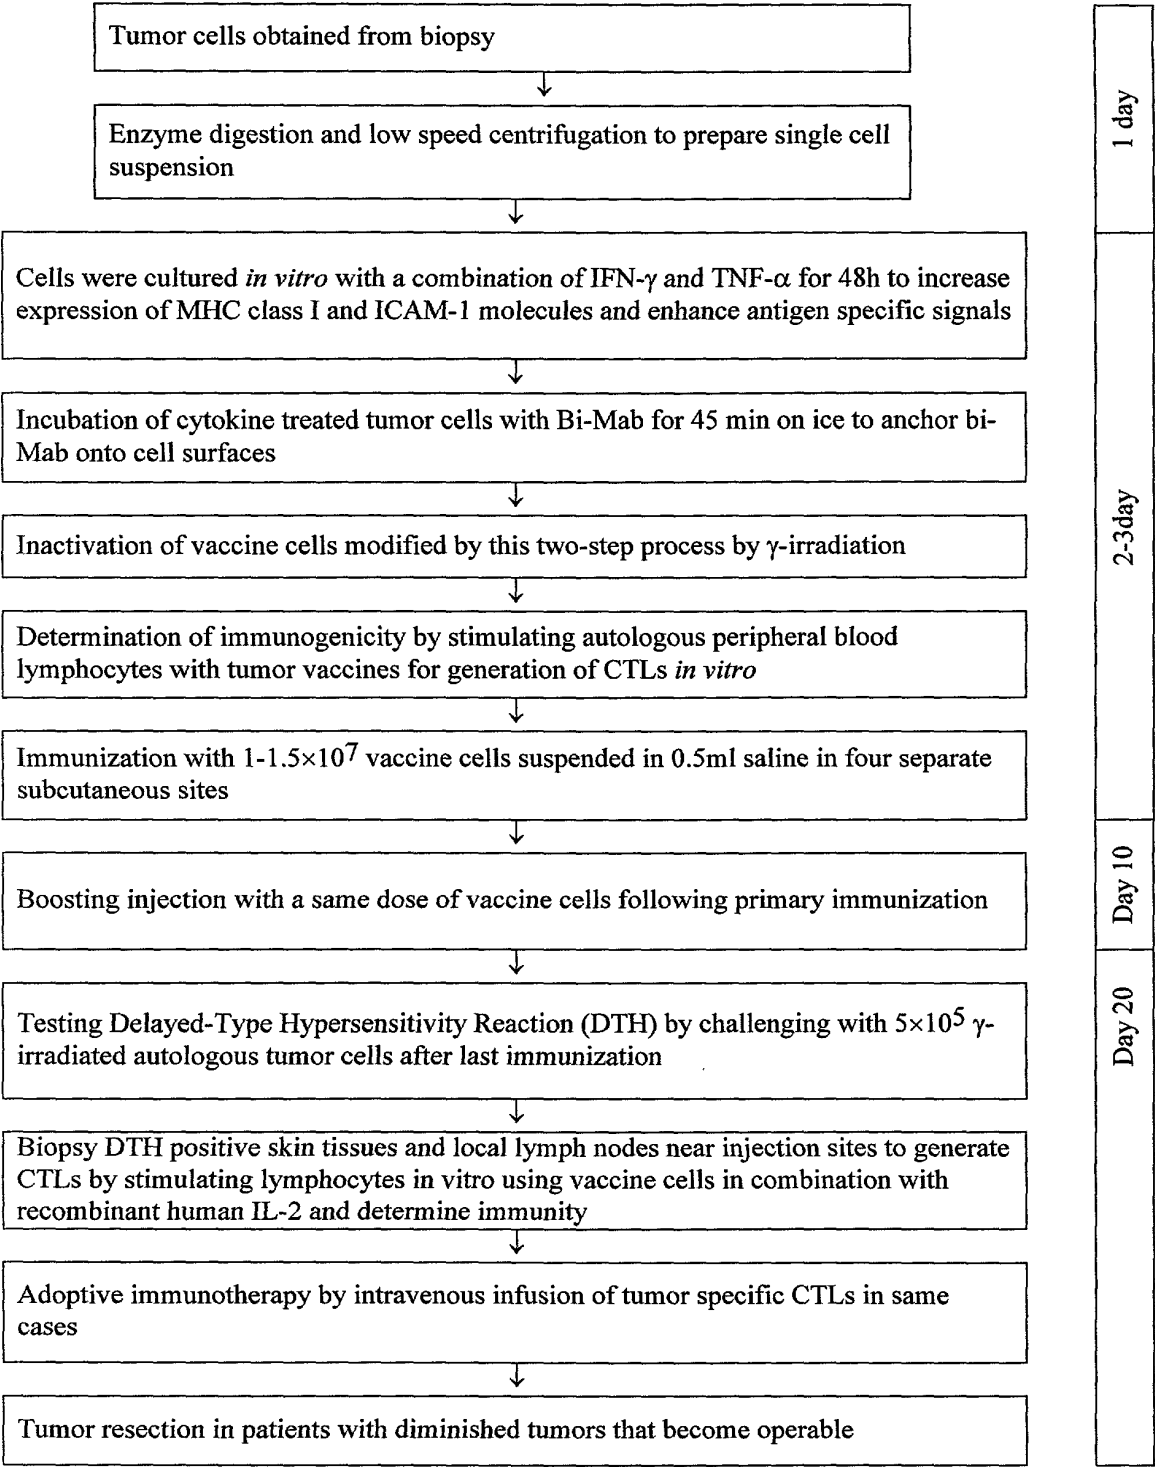 Tumor cells obtained from biopsy
Enzyme digestion and low speed centrifugation to prepare single cell
suspension
1 day
Cells were cultured in vitro with a combination of IFN-γ and TNF-α for 48h to increase
expression of MHC class I and ICAM-1 molecules and enhance antigen specific signals
Incubation of cytokine treated tumor cells with Bi-Mab for 45 min on ice to anchor bi-
Mab onto cell surfaces
Inactivation of vaccine cells modified by this two-step process by γ-irradiation
Determination of immunogenicity by stimulating autologous peripheral blood
lymphocytes with tumor vaccines for generation of CTLs in vitro
Immunization with 1-1.5×10⁷ vaccine cells suspended in 0.5ml saline in four separate
subcutaneous sites
2-3day
Boosting injection with a same dose of vaccine cells following primary immunization
Day 10
Testing Delayed-Type Hypersensitivity Reaction (DTH) by challenging with 5×10⁵ γ-
irradiated autologous tumor cells after last immunization
Biopsy DTH positive skin tissues and local lymph nodes near injection sites to generate
CTLs by stimulating lymphocytes in vitro using vaccine cells in combination with
recombinant human IL-2 and determine immunity
Adoptive immunotherapy by intravenous infusion of tumor specific CTLs in same
cases
Tumor resection in patients with diminished tumors that become operable
Day 20